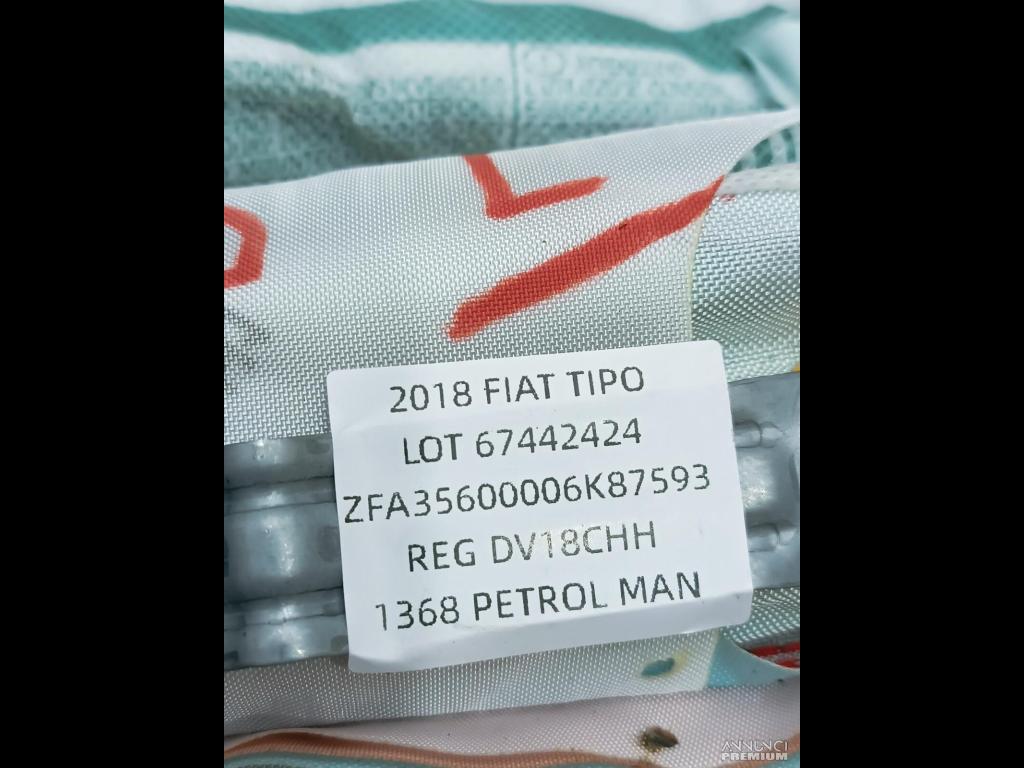 2018 FIAT TIPO
LOT 67442424
ZFA35600006K87593
REG DV18CHH
1368 PETROL MAN
ANNUNCI
PREMIUM